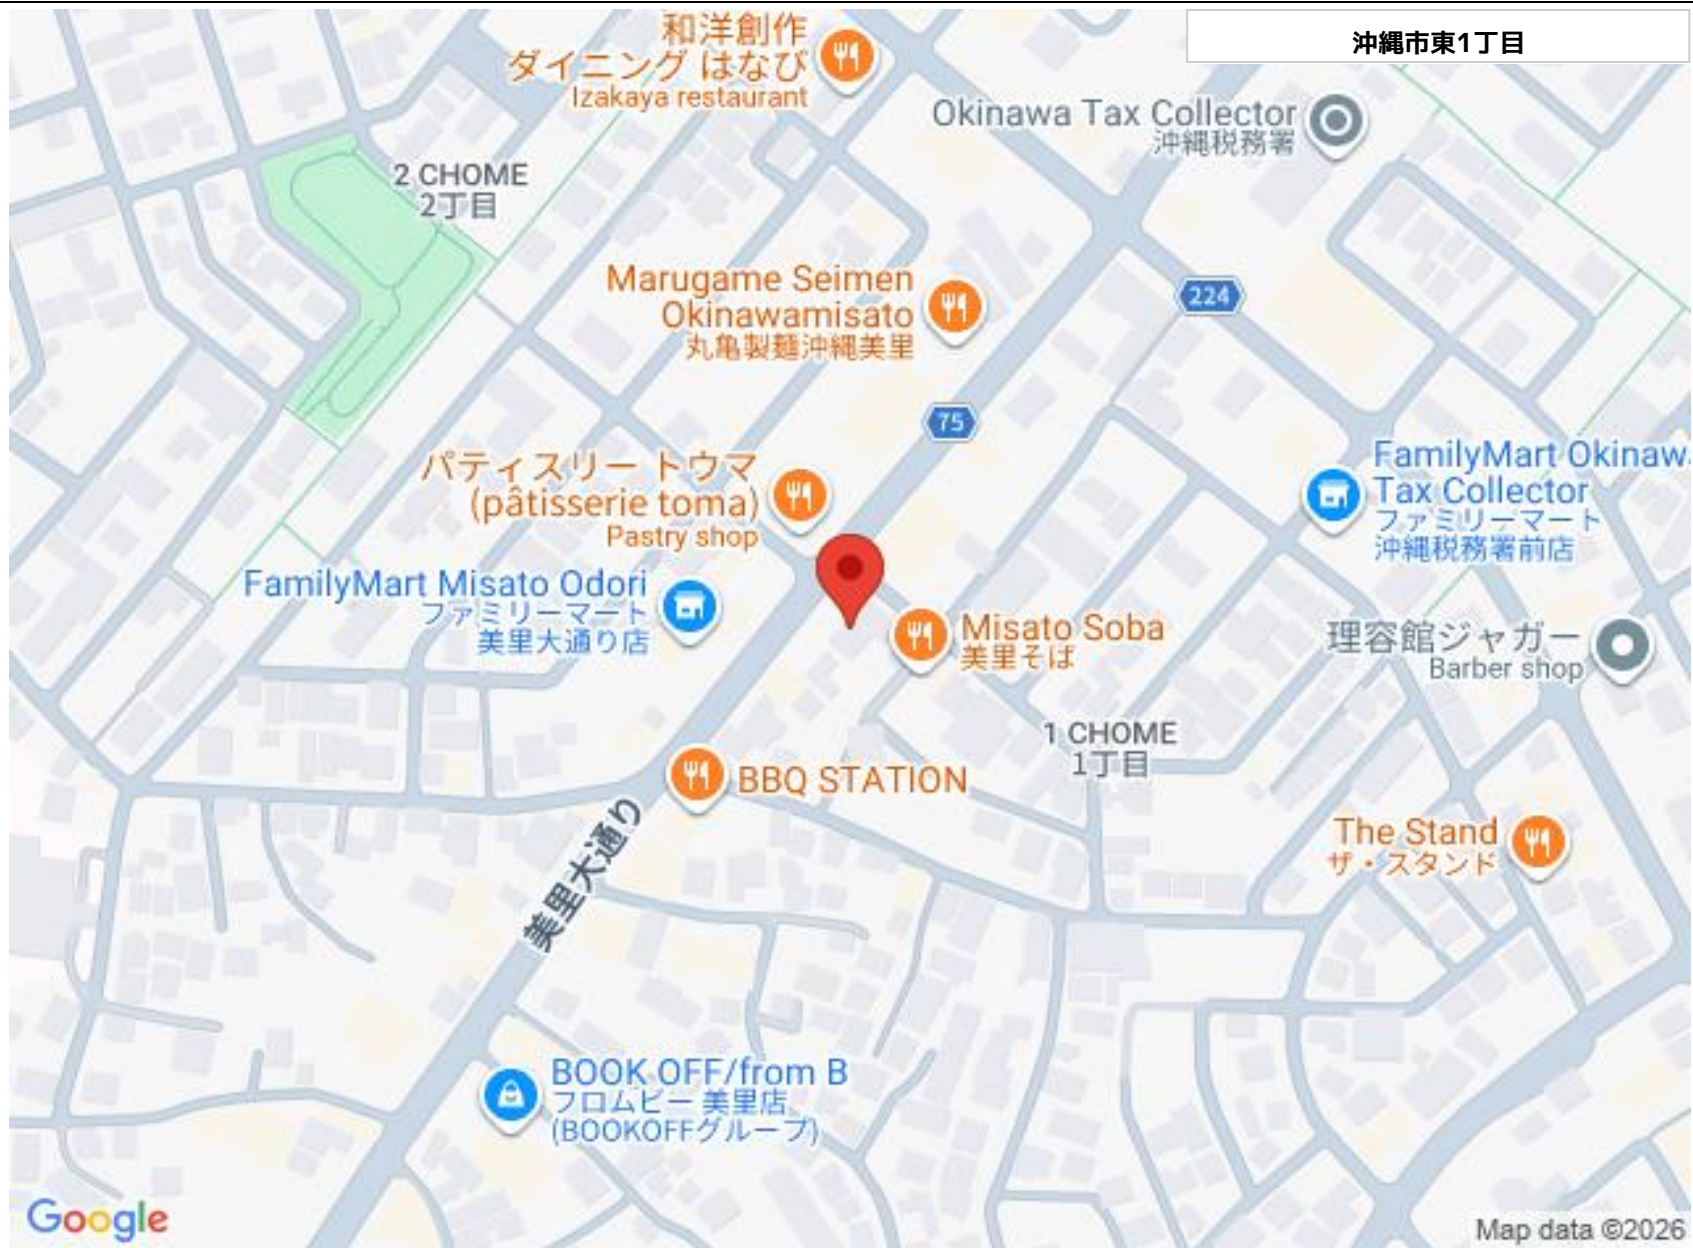 和洋創作
ダイニング はなび
Izakaya restaurant
沖縄市東1丁目
Okinawa Tax Collector
沖縄税務署
2 CHOME
2丁目
Marugame Seimen
Okinawamisato
丸亀製麺沖縄美里
224
75
パティスリー トウマ
(pâtisserie toma)
Pastry shop
FamilyMart Okinaw
Tax Collector
ファミリーマート
沖縄税務署前店
FamilyMart Misato Odori
ファミリーマート
美里大通り店
Misato Soba
美里そば
理容館ジャガー
Barber shop
1 CHOME
1丁目
BBQ STATION
美里大通り
The Stand
ザ・スタンド
BOOK OFF/from B
フロムビー 美里店
(BOOKOFFグループ)
Google
Map data ©2026